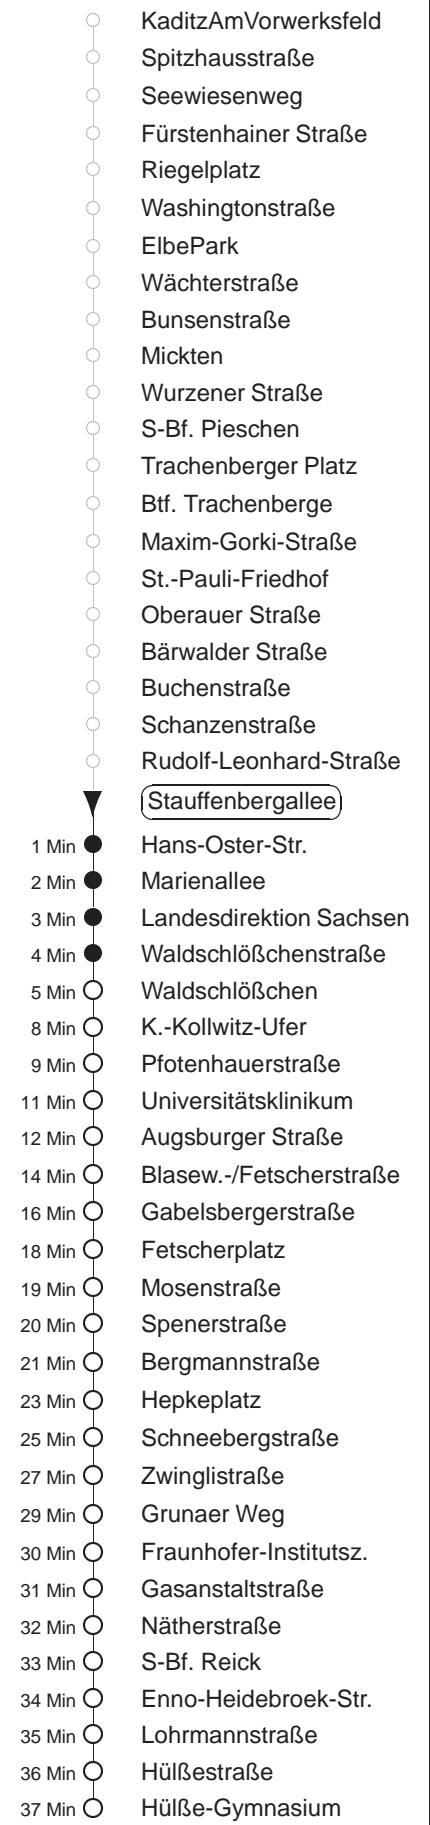 KaditzAmVorwerksfeld
Spitzhausstraße
Seewiesenweg
Fürstenhainer Straße
Riegelplatz
Washingtonstraße
ElbePark
Wächterstraße
Bunsenstraße
Mickten
Wurzener Straße
S-Bf. Pieschen
Trachenberger Platz
Btf. Trachenberge
Maxim-Gorki-Straße
St.-Pauli-Friedhof
Oberauer Straße
Bärwalder Straße
Buchenstraße
Schanzenstraße
Rudolf-Leonhard-Straße
Stauffenbergallee
1 Min Hans-Oster-Str.
2 Min Marienallee
3 Min Landesdirektion Sachsen
4 Min Waldschlößchenstraße
5 Min Waldschlößchen
8 Min K.-Kollwitz-Ufer
9 Min Pfotenhauerstraße
11 Min Universitätsklinikum
12 Min Augsburger Straße
14 Min Blasew.-/Fetscherstraße
16 Min Gabelsbergerstraße
18 Min Fetscherplatz
19 Min Mosenstraße
20 Min Spenerstraße
21 Min Bergmannstraße
23 Min Hepkeplatz
25 Min Schneebergstraße
27 Min Zwinglistraße
29 Min Grunaer Weg
30 Min Fraunhofer-Institutsz.
31 Min Gasanstaltstraße
32 Min Nätherstraße
33 Min S-Bf. Reick
34 Min Enno-Heidebroek-Str.
35 Min Lohrmannstraße
36 Min Hülßestraße
37 Min Hülße-Gymnasium